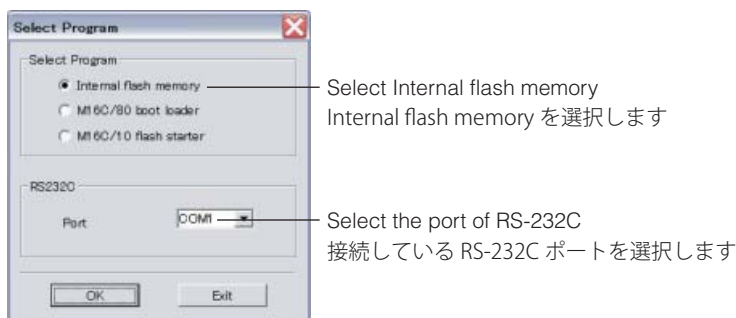 Select Program
Select Program
Internal flash memory
M16C/80 boot loader
M16C/10 flash starter
Select Internal flash memory
Internal flash memory を選択します
RS232C
Port
COM1
Select the port of RS-232C
接続している RS-232C ポートを選択します
OK
Exit